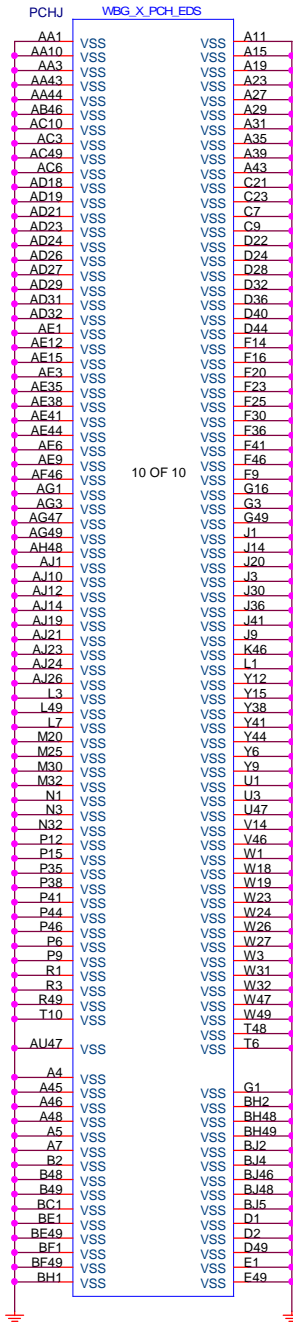 PCHJ WBG_X_PCH_EDS
AA1 VSS VSS A11
AA10 VSS VSS A15
AA3 VSS VSS A19
AA43 VSS VSS A23
AA44 VSS VSS A27
AB46 VSS VSS A29
AC10 VSS VSS A31
AC3 VSS VSS A35
AC49 VSS VSS A39
AC6 VSS VSS A43
AD18 VSS VSS C21
AD19 VSS VSS C23
AD21 VSS VSS C7
AD23 VSS VSS C9
AD24 VSS VSS D22
AD26 VSS VSS D24
AD27 VSS VSS D28
AD29 VSS VSS D32
AD31 VSS VSS D36
AD32 VSS VSS D40
AE1 VSS VSS D44
AE12 VSS VSS F14
AE15 VSS VSS F16
AE3 VSS VSS F20
AE35 VSS VSS F23
AE38 VSS VSS F25
AE41 VSS VSS F30
AE44 VSS VSS F36
AE6 VSS VSS F41
AE9 VSS VSS F46
AF46 VSS 10 OF 10 VSS F9
AG1 VSS VSS G16
AG3 VSS VSS G3
AG47 VSS VSS G49
AG49 VSS VSS J1
AH48 VSS VSS J14
AJ1 VSS VSS J20
AJ10 VSS VSS J3
AJ12 VSS VSS J30
AJ14 VSS VSS J36
AJ19 VSS VSS J41
AJ21 VSS VSS J9
AJ23 VSS VSS K46
AJ24 VSS VSS L1
AJ26 VSS VSS Y12
L3 VSS VSS Y15
L49 VSS VSS Y38
L7 VSS VSS Y41
M20 VSS VSS Y44
M25 VSS VSS Y6
M30 VSS VSS Y9
M32 VSS VSS U1
N1 VSS VSS U3
N3 VSS VSS U47
N32 VSS VSS V14
P12 VSS VSS V46
P15 VSS VSS W1
P35 VSS VSS W18
P38 VSS VSS W19
P41 VSS VSS W23
P44 VSS VSS W24
P46 VSS VSS W26
P6 VSS VSS W27
P9 VSS VSS W3
R1 VSS VSS W31
R3 VSS VSS W32
R49 VSS VSS W47
T10 VSS VSS W49
VSS T48
AU47 VSS VSS T6
A4 VSS
A45 VSS VSS G1
A46 VSS VSS BH2
A48 VSS VSS BH48
A5 VSS VSS BH49
A7 VSS VSS BJ2
B2 VSS VSS BJ4
B48 VSS VSS BJ46
B49 VSS VSS BJ48
BC1 VSS VSS BJ5
BE1 VSS VSS D1
BE49 VSS VSS D2
BF1 VSS VSS D49
BF49 VSS VSS E1
BH1 VSS VSS E49